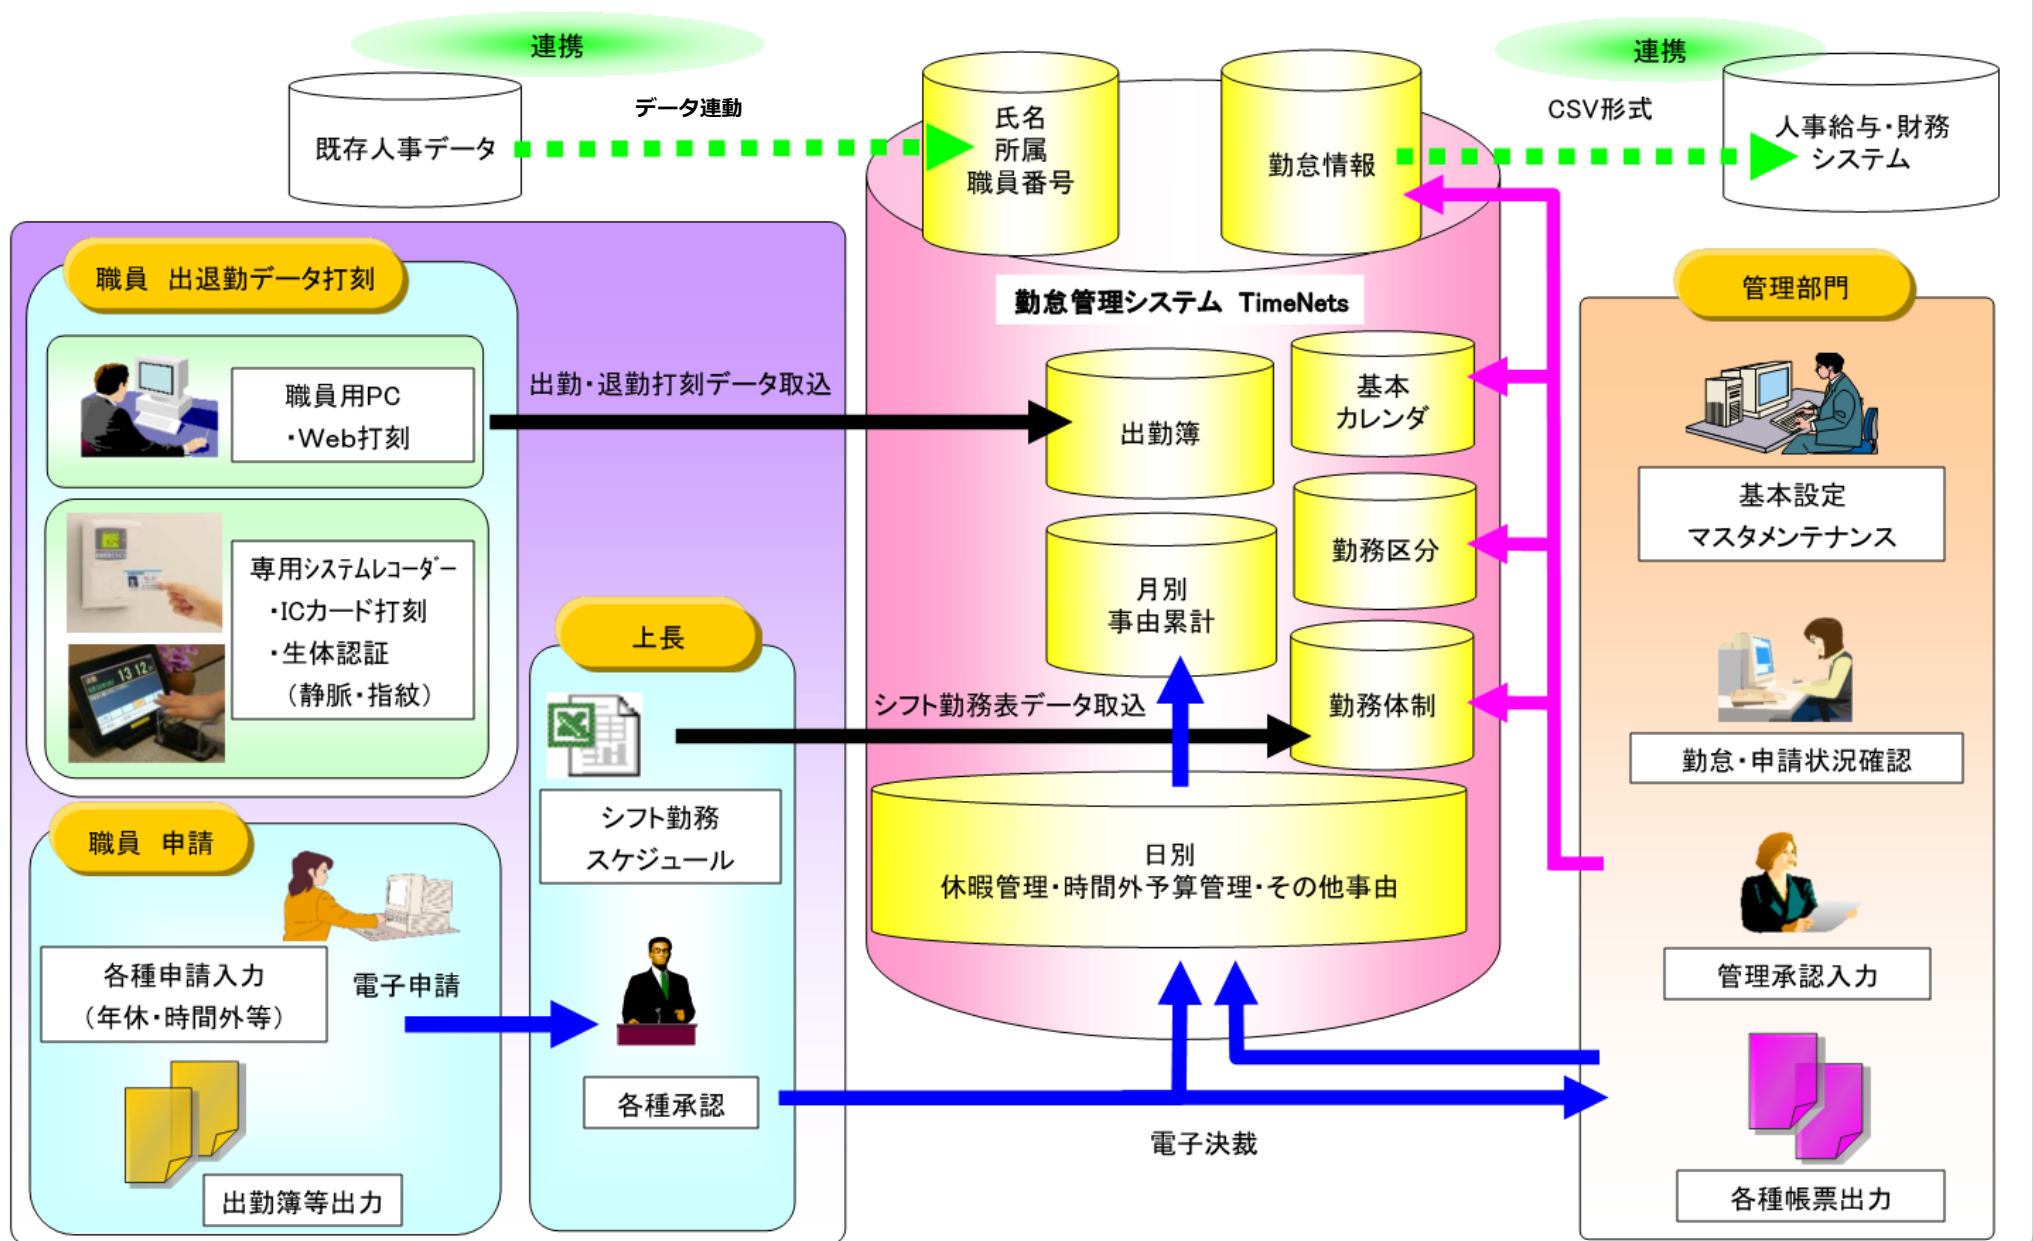 連携
連携
データ連動
CSV形式
既存人事データ
氏名
所属
職員番号
勤怠情報
人事給与・財務
システム
職員 出退勤データ打刻
勤怠管理システム TimeNets
管理部門
職員用PC
・Web打刻
出勤・退勤打刻データ取込
出勤簿
基本
カレンダ
基本設定
マスタメンテナンス
専用システムレコーダー
・ICカード打刻
・生体認証
（静脈・指紋）
13 12
月別
事由累計
勤務区分
上長
シフト勤務表データ取込
勤務体制
勤怠・申請状況確認
シフト勤務
スケジュール
職員 申請
日別
休暇管理・時間外予算管理・その他事由
各種申請入力
（年休・時間外等）
電子申請
管理承認入力
各種承認
電子決裁
出勤簿等出力
各種帳票出力